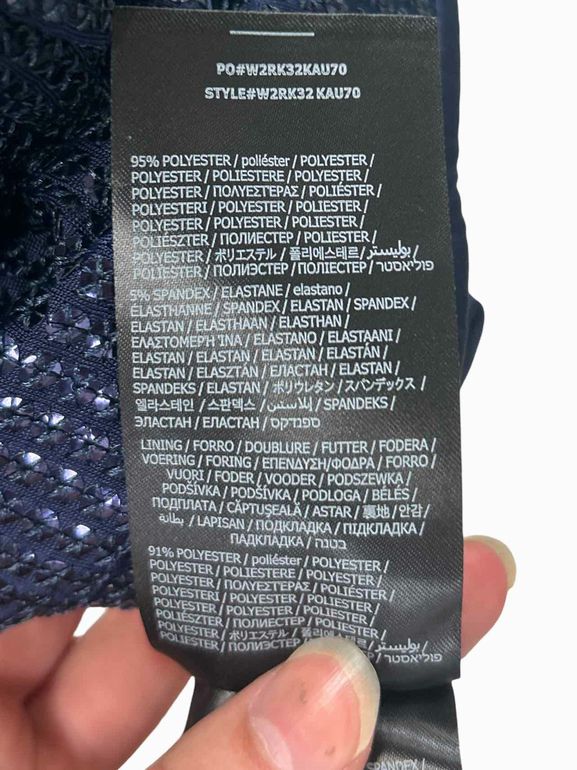 PO#W2RK32KAU70
STYLE#W2RK32 KAU70
95% POLYESTER / poliéster / POLYESTER /
POLYESTER / POLIESTERE / POLYESTER /
POLYESTER / ΠΟΛΥΕΣΤΕΡΑΣ / POLIÉSTER /
POLYESTERI / POLYESTER / POLYESTER /
POLYESTER / POLYESTER / POLIESTER /
POLIÉSZTER / ПОЛИЕСТЕР / POLIESTER /
POLYESTER / ポリエステル / 폴리에스테르 / بوليستر /
POLIESTER / ПОЛИЭСТЕР / ПОЛІЕСТЕР / פוליאסטר
5% SPANDEX / ELASTANE / elastano /
ELASTHANNE / SPANDEX / ELASTAN / SPANDEX /
ELASTAN / ELASTHAAN / ELASTHAN /
ΕΛΑΣΤΟΜΕΡΗ ΊΝΑ / ELASTANO / ELASTAANI /
ELASTAN / ELASTAN / ELASTAN / ELASTÁN /
ELASTAN / ELASZTÁN / ЕЛАСТАН / ELASTAN /
SPANDEKS / ELASTAN / ポリウレタン / スパンデックス /
엘라스테인 / 스판덱스 / إيلاستين / SPANDEKS /
ЭЛАСТАН / ЕЛАСТАН / ספנדקס
LINING / FORRO / DOUBLURE / FUTTER / FODERA /
VOERING / FORING / ΕΠΕΝΔΥΣΗ/ΦΟΔΡΑ / FORRO /
VUORI / FODER / VOODER / PODSZEWKA /
PODŠÍVKA / PODŠÍVKA / PODLOGA / BÉLÉS /
ПОДПЛАТА / CĂPTUŞEALĂ / ASTAR / 裏地 / 안감 /
بطانة / LAPISAN / ПОДКЛАДКА / ПІДКЛАДКА /
ПАДКЛАДКА / בטנה
91% POLYESTER / poliéster / POLYESTER /
POLYESTER / POLIESTERE / POLYESTER /
POLYESTER / ΠΟΛΥΕΣΤΕΡΑΣ / POLIÉSTER /
POLYESTERI / POLYESTER / POLYESTER /
POLYESTER / POLYESTER / POLIESTER /
POLIÉSZTER / ПОЛИЕСТЕР / POLIESTER /
POLYESTER / ポリエステル / 폴리에스테르 / بوليستر /
POLIESTER / ПОЛИЭСТЕР / פוליאסטר
SPANDEX /